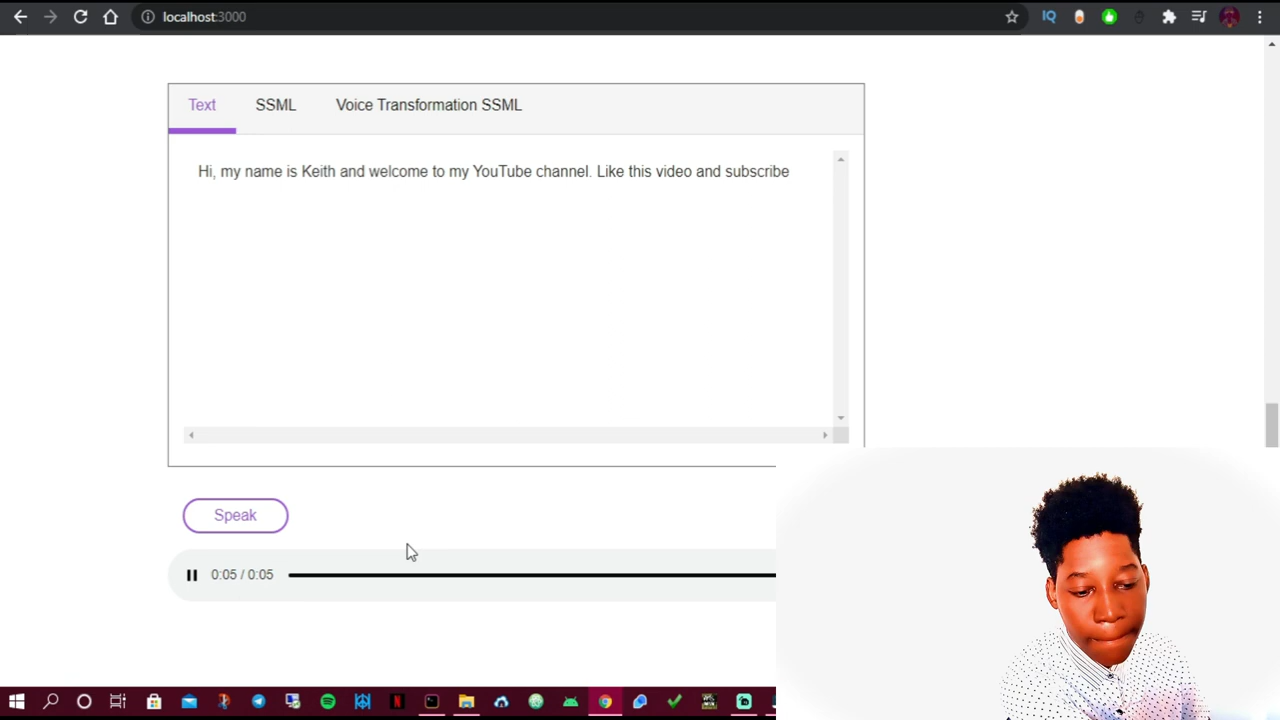 localhost:3000
IQ
Text SSML Voice Transformation SSML
Hi, my name is Keith and welcome to my YouTube channel. Like this video and subscribe
Speak
0:05 / 0:05